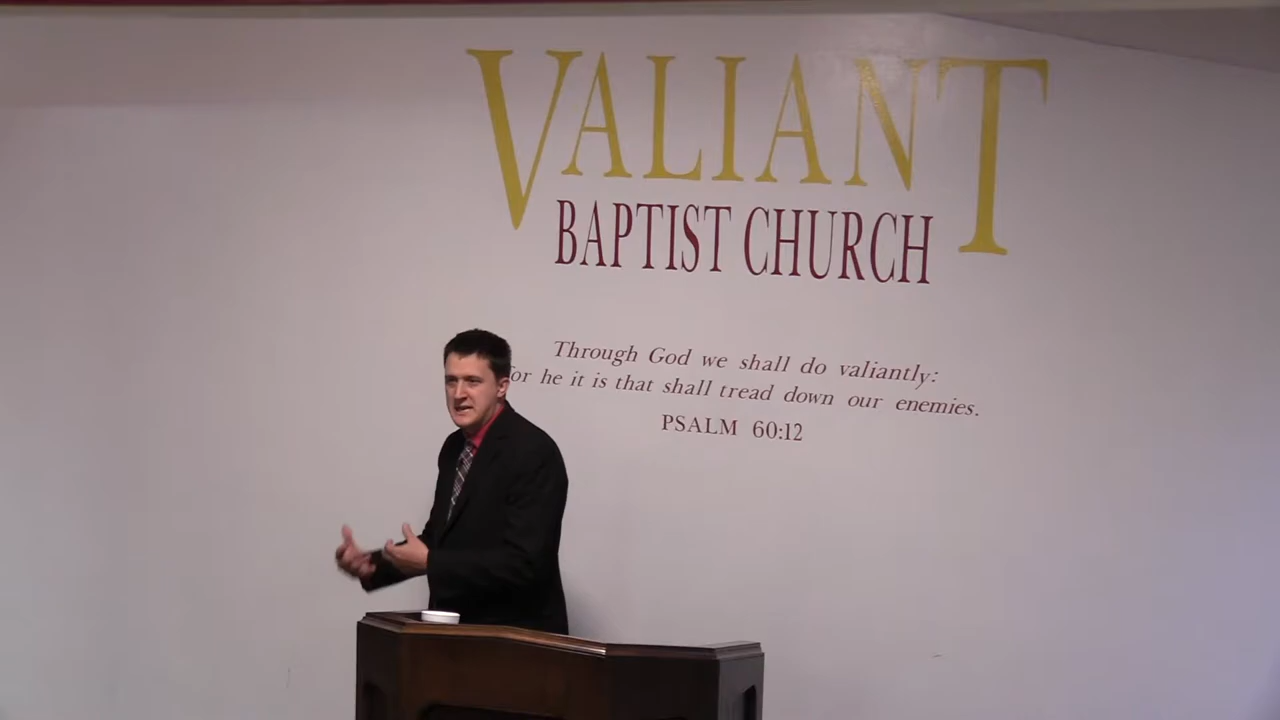 VALIANT
BAPTIST CHURCH
Through God we shall do valiantly:
for he it is that shall tread down our enemies.
PSALM 60:12